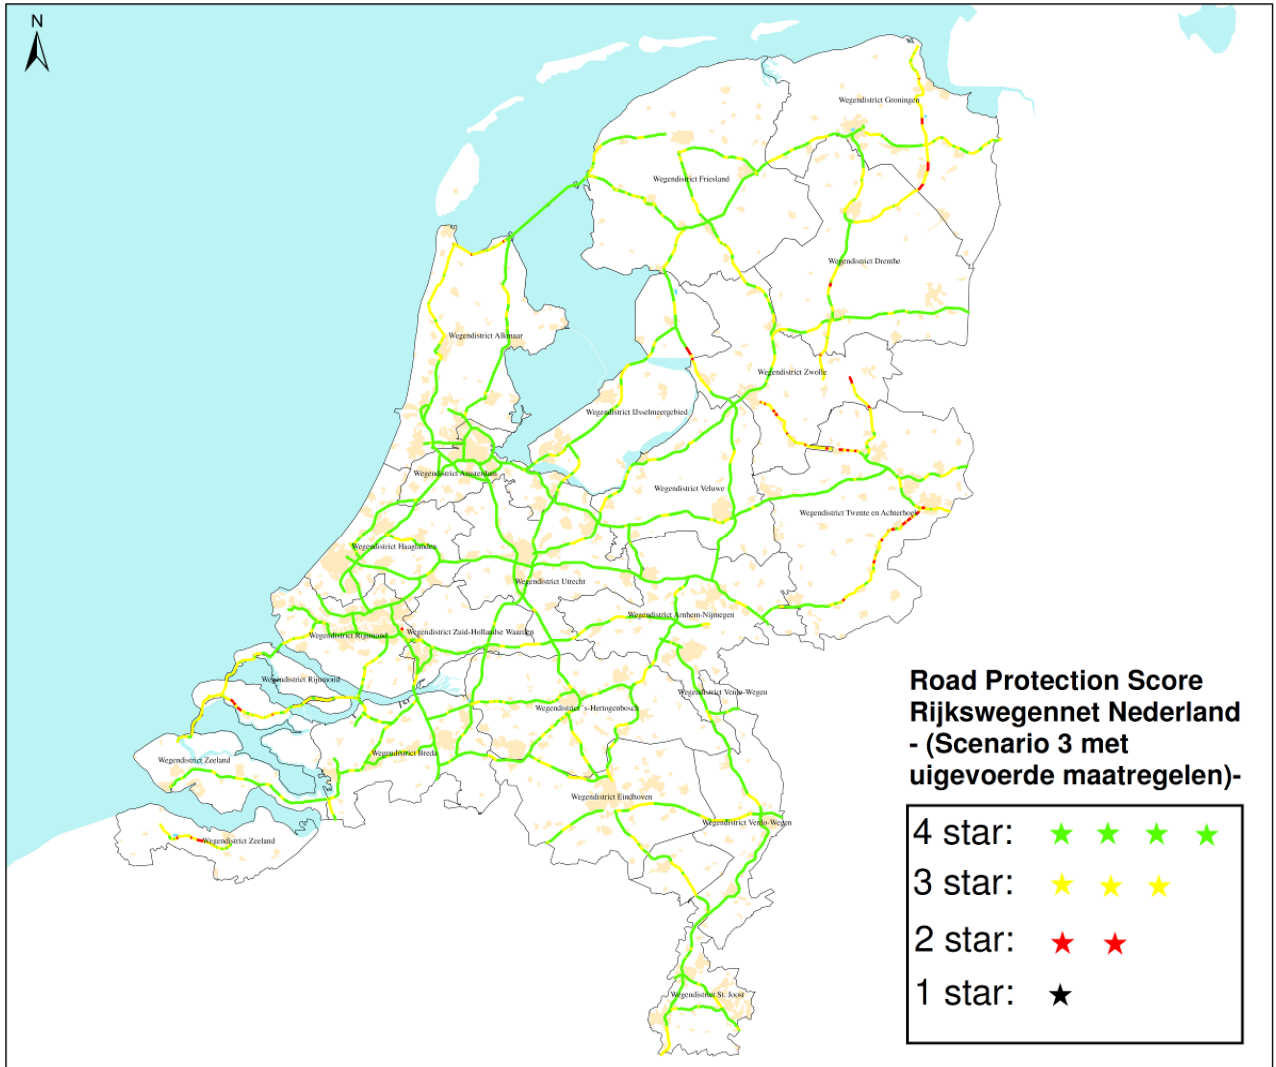 N
Wegendistrict Groningen
Wegendistrict Friesland
Wegendistrict Drenthe
Wegendistrict Alkmaar
Wegendistrict Zwolle
Wegendistrict IJsselmeergebied
Wegendistrict Amsterdam
Wegendistrict Veluwe
Wegendistrict Twente en Achterhoek
Wegendistrict Haaglanden
Wegendistrict Utrecht
Wegendistrict Arnhem-Nijmegen
Wegendistrict Rijnmond
Wegendistrict Zuid-Hollandse Waarden
Wegendistrict Rijnmond
Wegendistrict Venlo-Wegen
Wegendistrict 's-Hertogenbosch
Wegendistrict Breda
Wegendistrict Zeeland
Wegendistrict Eindhoven
Wegendistrict Venlo-Wegen
Wegendistrict Zeeland
Wegendistrict St. Joost
Road Protection Score
Rijkswegennet Nederland
- (Scenario 3 met
uigevoerde maatregelen)-
4 star:
3 star:
2 star:
1 star: